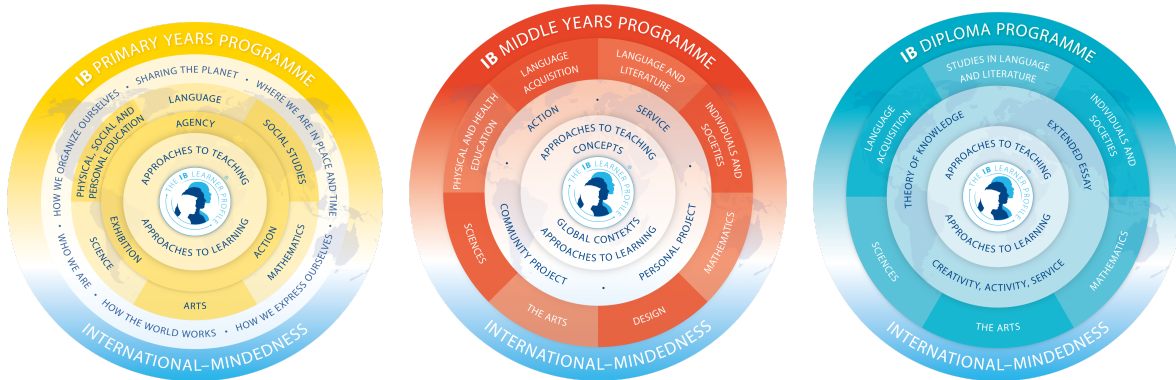 IB PRIMARY YEARS PROGRAMME
SHARING THE PLANET
WHERE WE ARE IN PLACE AND TIME
HOW WE EXPRESS OURSELVES
HOW THE WORLD WORKS
WHO WE ARE
HOW WE ORGANIZE OURSELVES
LANGUAGE
SOCIAL STUDIES
MATHEMATICS
ARTS
SCIENCE
PHYSICAL, SOCIAL AND
PERSONAL EDUCATION
AGENCY
ACTION
EXHIBITION
APPROACHES TO TEACHING
APPROACHES TO LEARNING
THE IB LEARNER PROFILE
INTERNATIONAL–MINDEDNESS
IB MIDDLE YEARS PROGRAMME
LANGUAGE
ACQUISITION
LANGUAGE AND
LITERATURE
INDIVIDUALS AND
SOCIETIES
MATHEMATICS
DESIGN
THE ARTS
SCIENCES
PHYSICAL AND HEALTH
EDUCATION
ACTION
SERVICE
PERSONAL PROJECT
COMMUNITY PROJECT
APPROACHES TO TEACHING
CONCEPTS
THE IB LEARNER PROFILE
GLOBAL CONTEXTS
APPROACHES TO LEARNING
INTERNATIONAL–MINDEDNESS
IB DIPLOMA PROGRAMME
STUDIES IN LANGUAGE
AND LITERATURE
INDIVIDUALS AND
SOCIETIES
MATHEMATICS
THE ARTS
SCIENCES
LANGUAGE
ACQUISITION
THEORY OF KNOWLEDGE
EXTENDED ESSAY
CREATIVITY, ACTIVITY, SERVICE
APPROACHES TO TEACHING
APPROACHES TO LEARNING
THE IB LEARNER PROFILE
INTERNATIONAL–MINDEDNESS